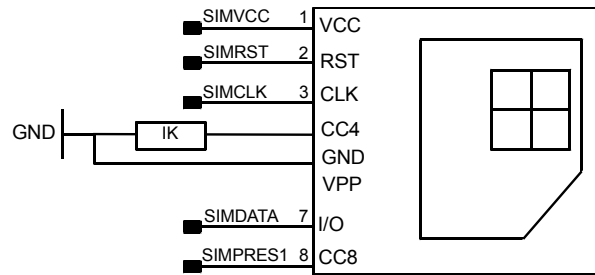 SIMVCC 1 VCC
SIMRST 2 RST
SIMCLK 3 CLK
GND IK CC4
GND
VPP
SIMDATA 7 I/O
SIMPRES1 8 CC8